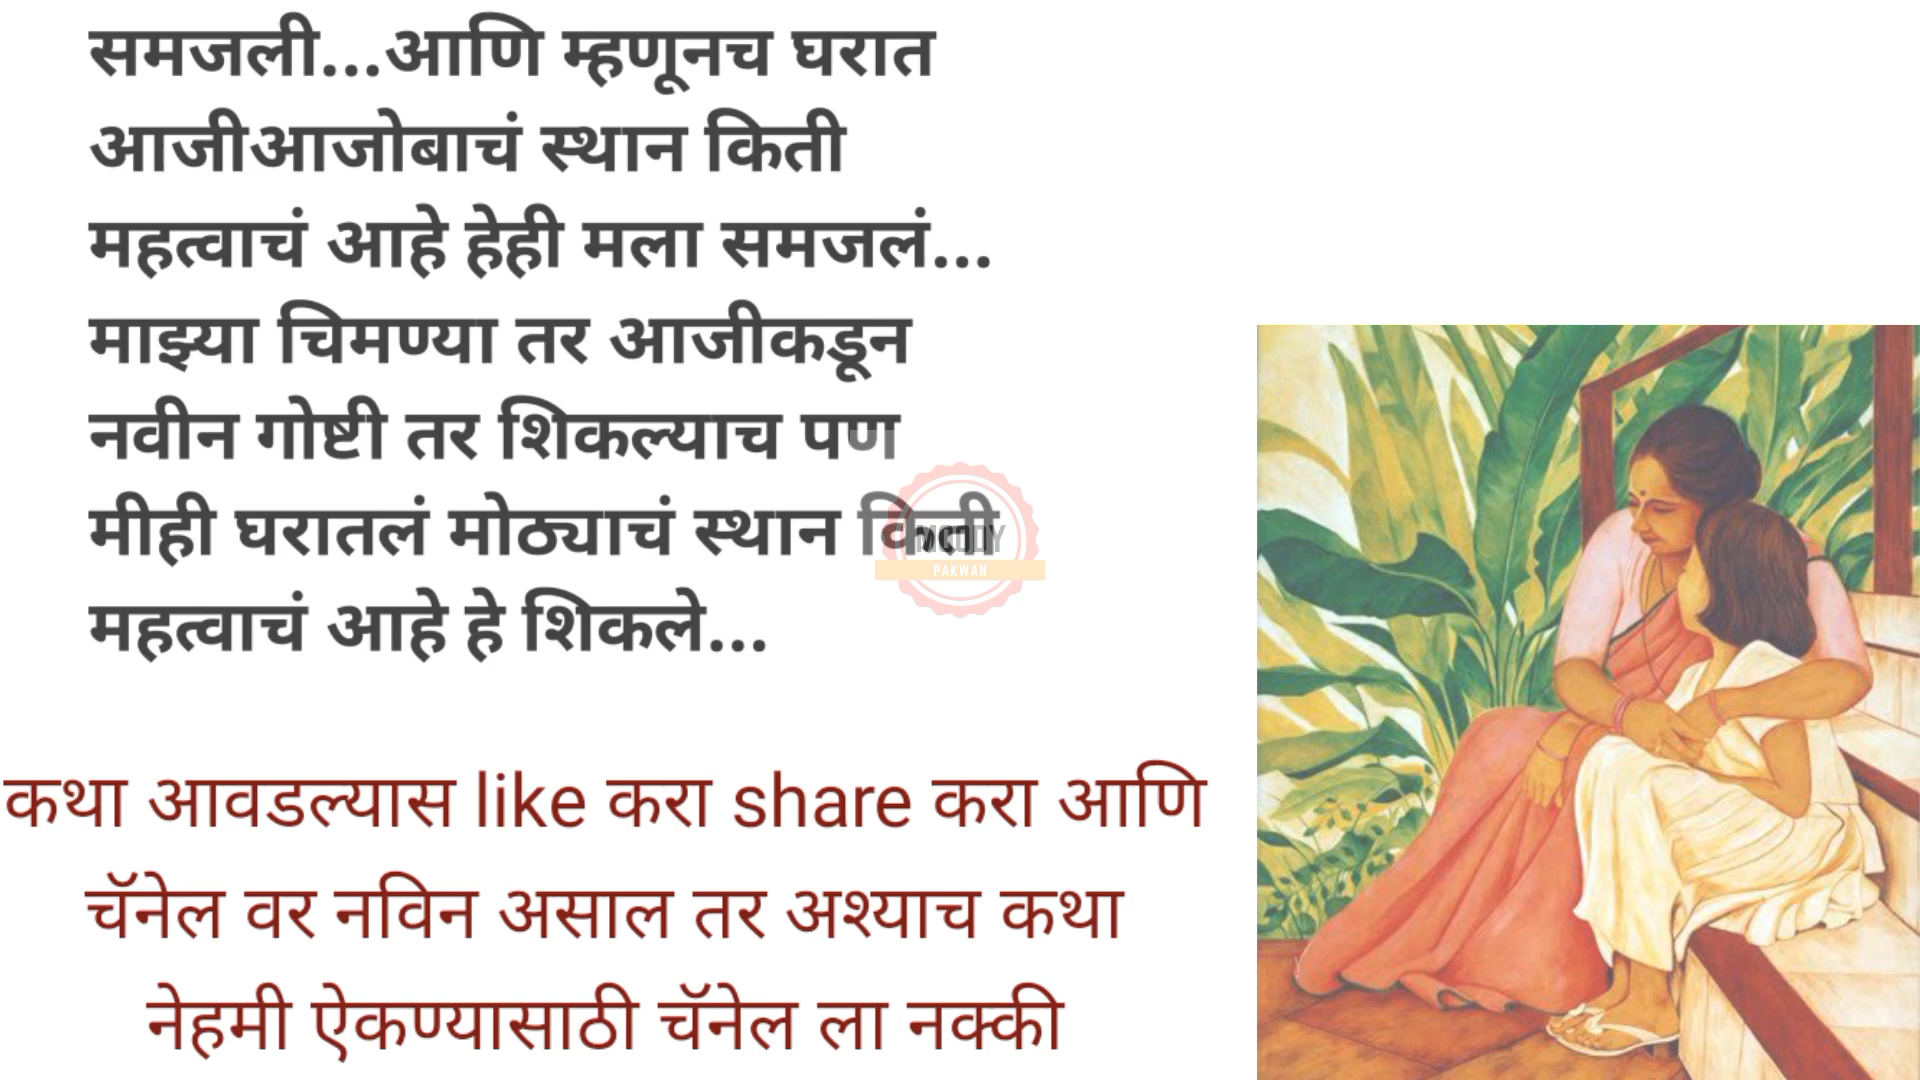 समजली...आणि म्हणूनच घरात
आजीआजोबाचं स्थान किती
महत्वाचं आहे हेही मला समजलं...
माझ्या चिमण्या तर आजीकडून
नवीन गोष्टी तर शिकल्याच पण
मीही घरातलं मोठ्याचं स्थान किती
महत्वाचं आहे हे शिकले...
MOODY
PAKWAN
कथा आवडल्यास like करा share करा आणि
चॅनेल वर नविन असाल तर अश्याच कथा
नेहमी ऐकण्यासाठी चॅनेल ला नक्की